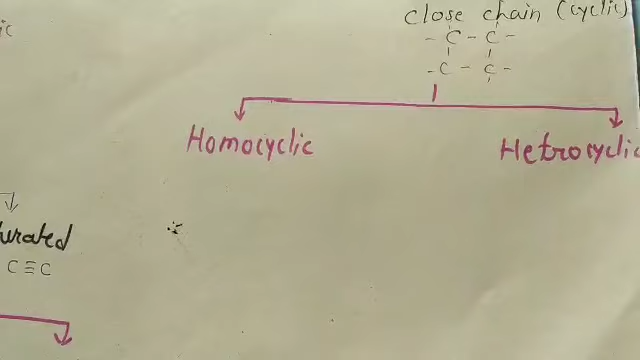 close chain (cyclic)
- C - C -
- C - C -
Homocyclic
Hetrocyclic
C≡C